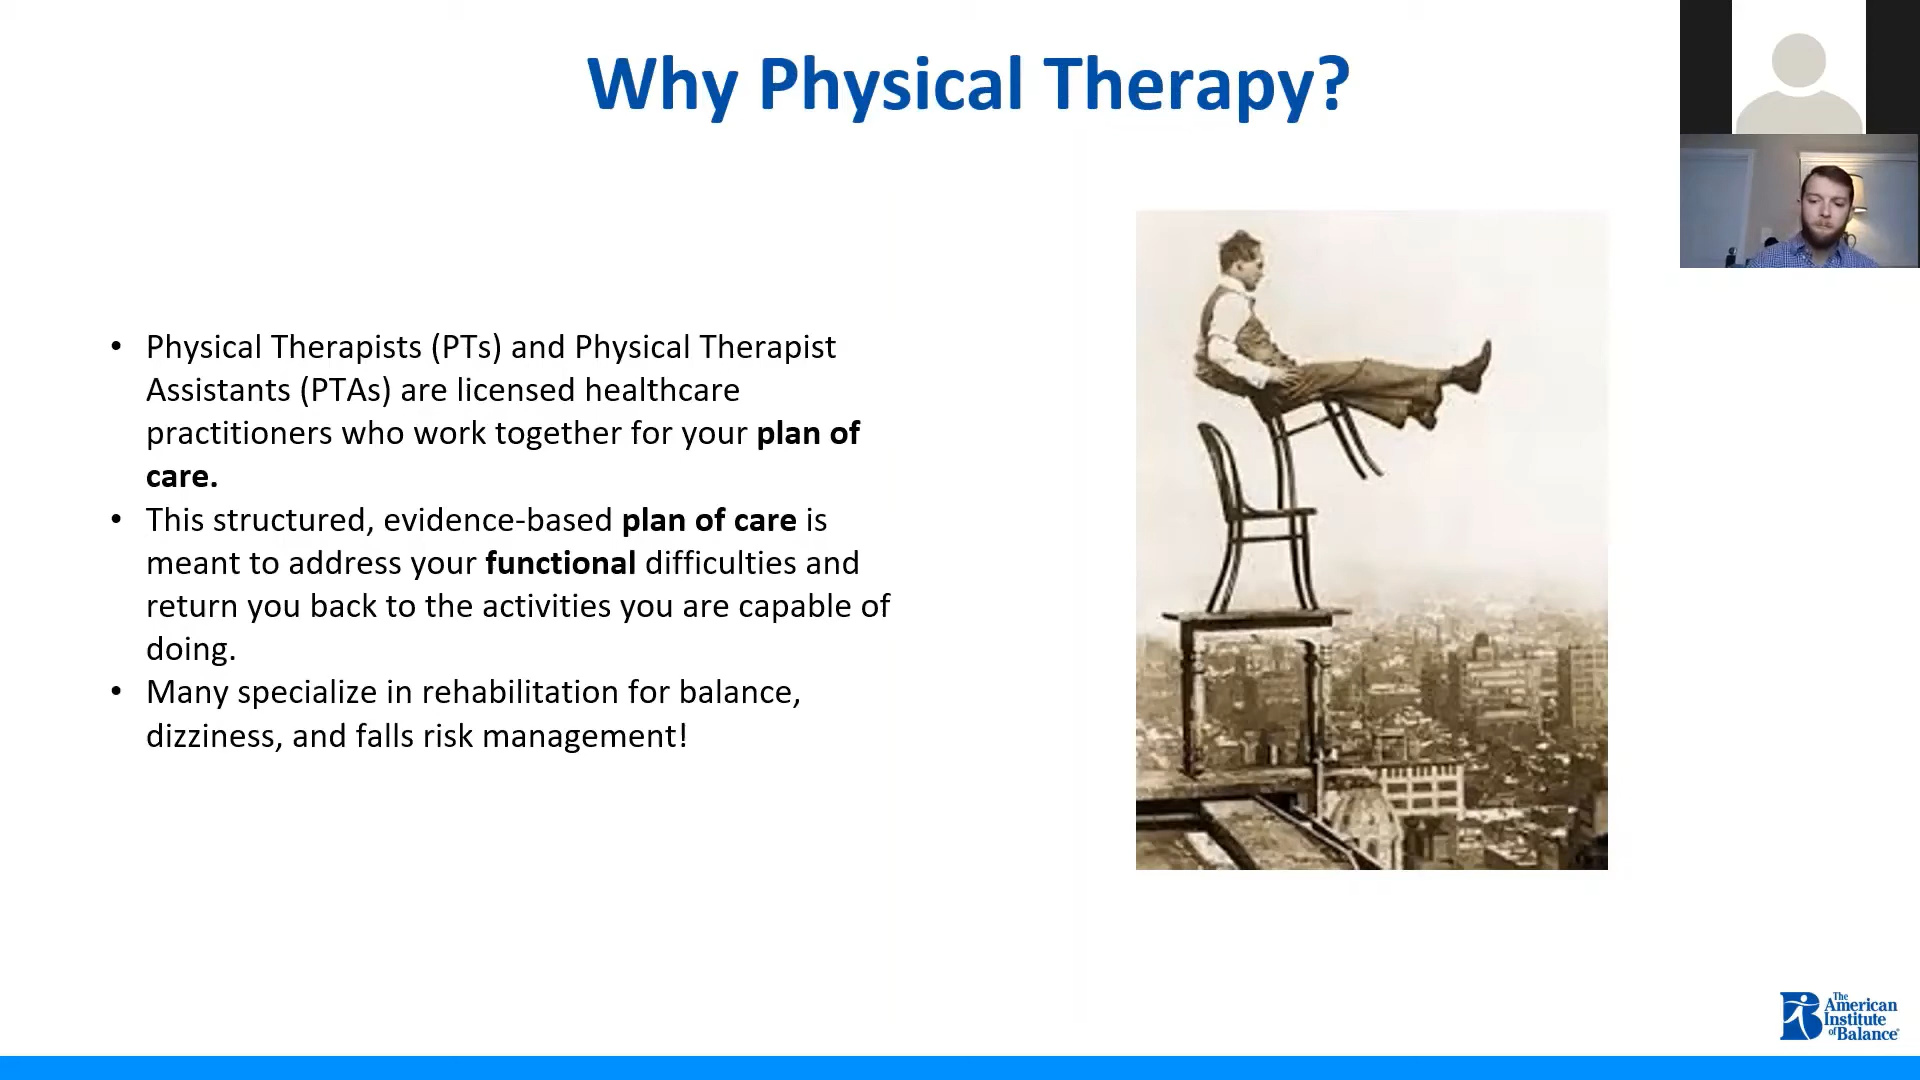 Why Physical Therapy?
• Physical Therapists (PTs) and Physical Therapist
Assistants (PTAs) are licensed healthcare
practitioners who work together for your plan of
care.
• This structured, evidence-based plan of care is
meant to address your functional difficulties and
return you back to the activities you are capable of
doing.
• Many specialize in rehabilitation for balance,
dizziness, and falls risk management!
The
American
Institute
of Balance